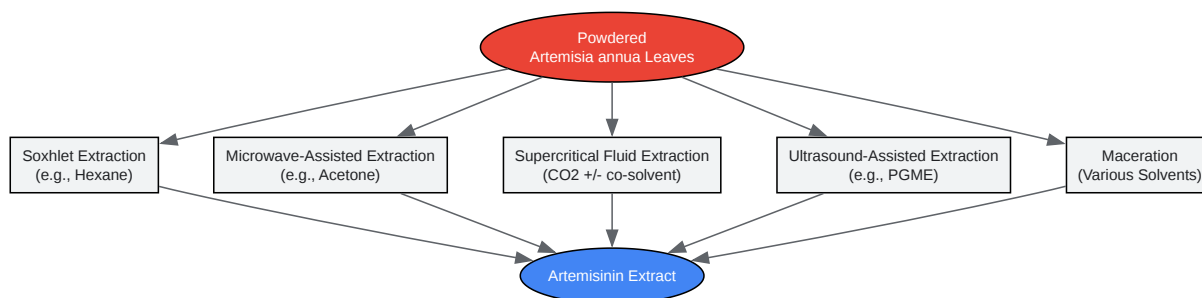 Powdered
Artemisia annua Leaves
Soxhlet Extraction
(e.g., Hexane)
Microwave-Assisted Extraction
(e.g., Acetone)
Supercritical Fluid Extraction
(CO2 +/- co-solvent)
Ultrasound-Assisted Extraction
(e.g., PGME)
Maceration
(Various Solvents)
Artemisinin Extract